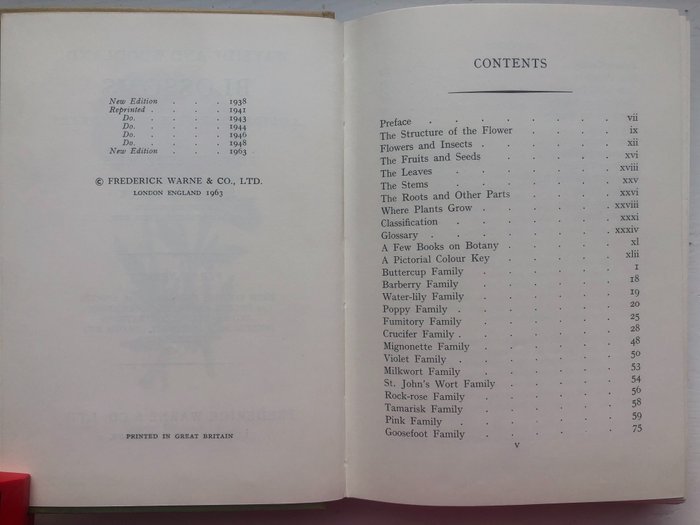 New Edition . . . 1938
Reprinted . . . . 1941
Do. . . . . 1943
Do. . . . . 1944
Do. . . . . 1946
Do. . . . . 1948
New Edition . . . 1963
© FREDERICK WARNE & CO., LTD.
LONDON ENGLAND 1963
PRINTED IN GREAT BRITAIN
CONTENTS
Preface . . . . . . . vii
The Structure of the Flower . . . . ix
Flowers and Insects . . . . . . xii
The Fruits and Seeds . . . . . xvi
The Leaves . . . . . . xviii
The Stems . . . . . . xxv
The Roots and Other Parts . . . . xxvi
Where Plants Grow . . . . . . xxviii
Classification . . . . . . xxxi
Glossary . . . . . . . xxxiv
A Few Books on Botany . . . . . xl
A Pictorial Colour Key . . . . . xlii
Buttercup Family . . . . . 1
Barberry Family . . . . . 18
Water-lily Family . . . . . 19
Poppy Family . . . . . . 20
Fumitory Family . . . . . 25
Crucifer Family . . . . . . 28
Mignonette Family . . . . . 48
Violet Family . . . . . . 50
Milkwort Family . . . . . 53
St. John's Wort Family . . . . . 54
Rock-rose Family . . . . . 56
Tamarisk Family . . . . . 58
Pink Family . . . . . . 59
Goosefoot Family . . . . . 75
v